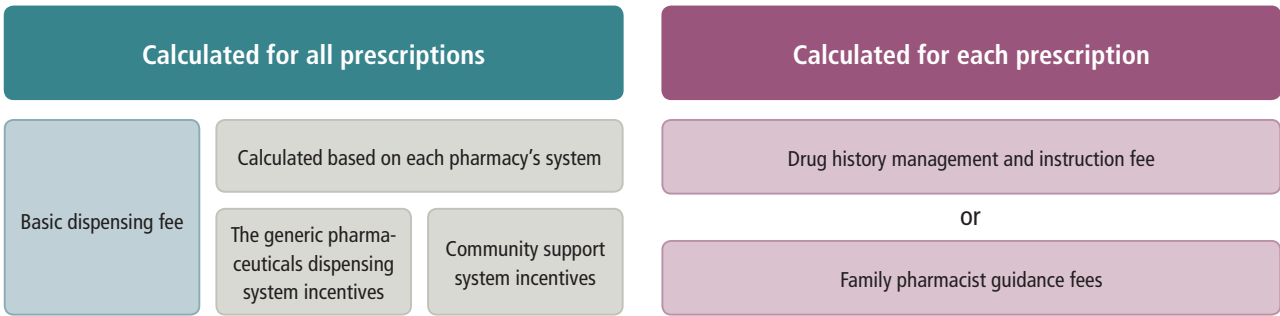 Calculated for all prescriptions
Basic dispensing fee
Calculated based on each pharmacy's system
The generic pharma-
ceuticals dispensing
system incentives
Community support
system incentives
Calculated for each prescription
Drug history management and instruction fee
or
Family pharmacist guidance fees